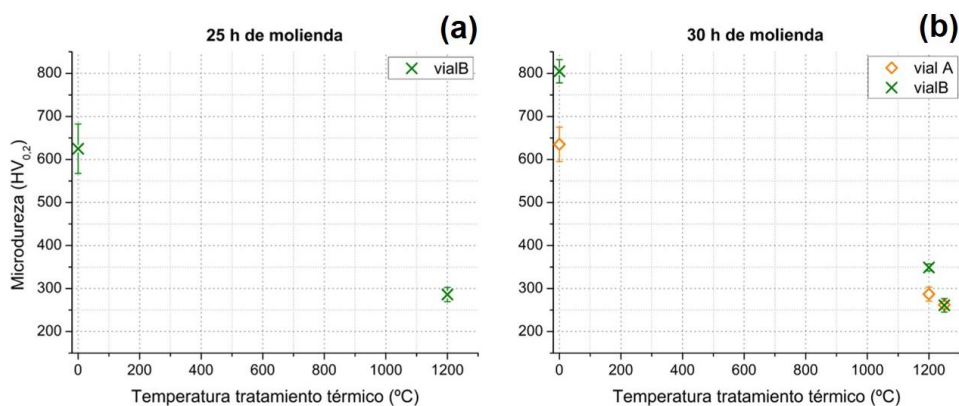 25 h de molienda
(a)
vialB
800
700
600
500
400
300
200
0
200
400
600
800
1000
1200
Microdureza (HV0,2)
Temperatura tratamiento térmico (ºC)
30 h de molienda
(b)
vial A
vialB
800
700
600
500
400
300
200
0
200
400
600
800
1000
1200
Temperatura tratamiento térmico (ºC)